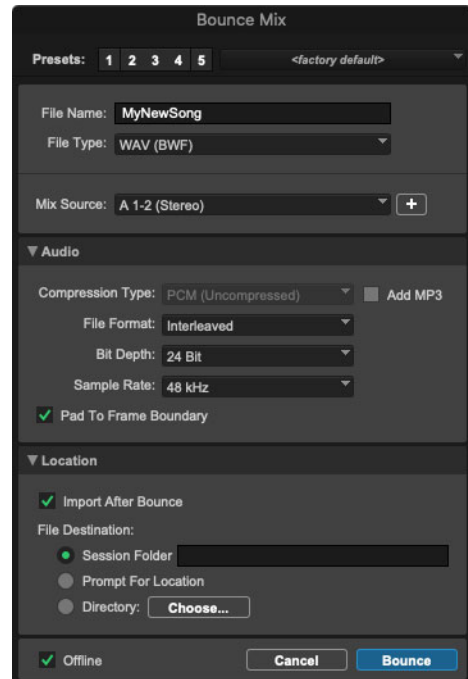 Bounce Mix
Presets: 1 2 3 4 5 <factory default>
File Name: MyNewSong
File Type: WAV (BWF)
Mix Source: A 1-2 (Stereo) +
Audio
Compression Type: PCM (Uncompressed) Add MP3
File Format: Interleaved
Bit Depth: 24 Bit
Sample Rate: 48 kHz
Pad To Frame Boundary
Location
Import After Bounce
File Destination:
Session Folder
Prompt For Location
Directory: Choose...
Offline Cancel Bounce